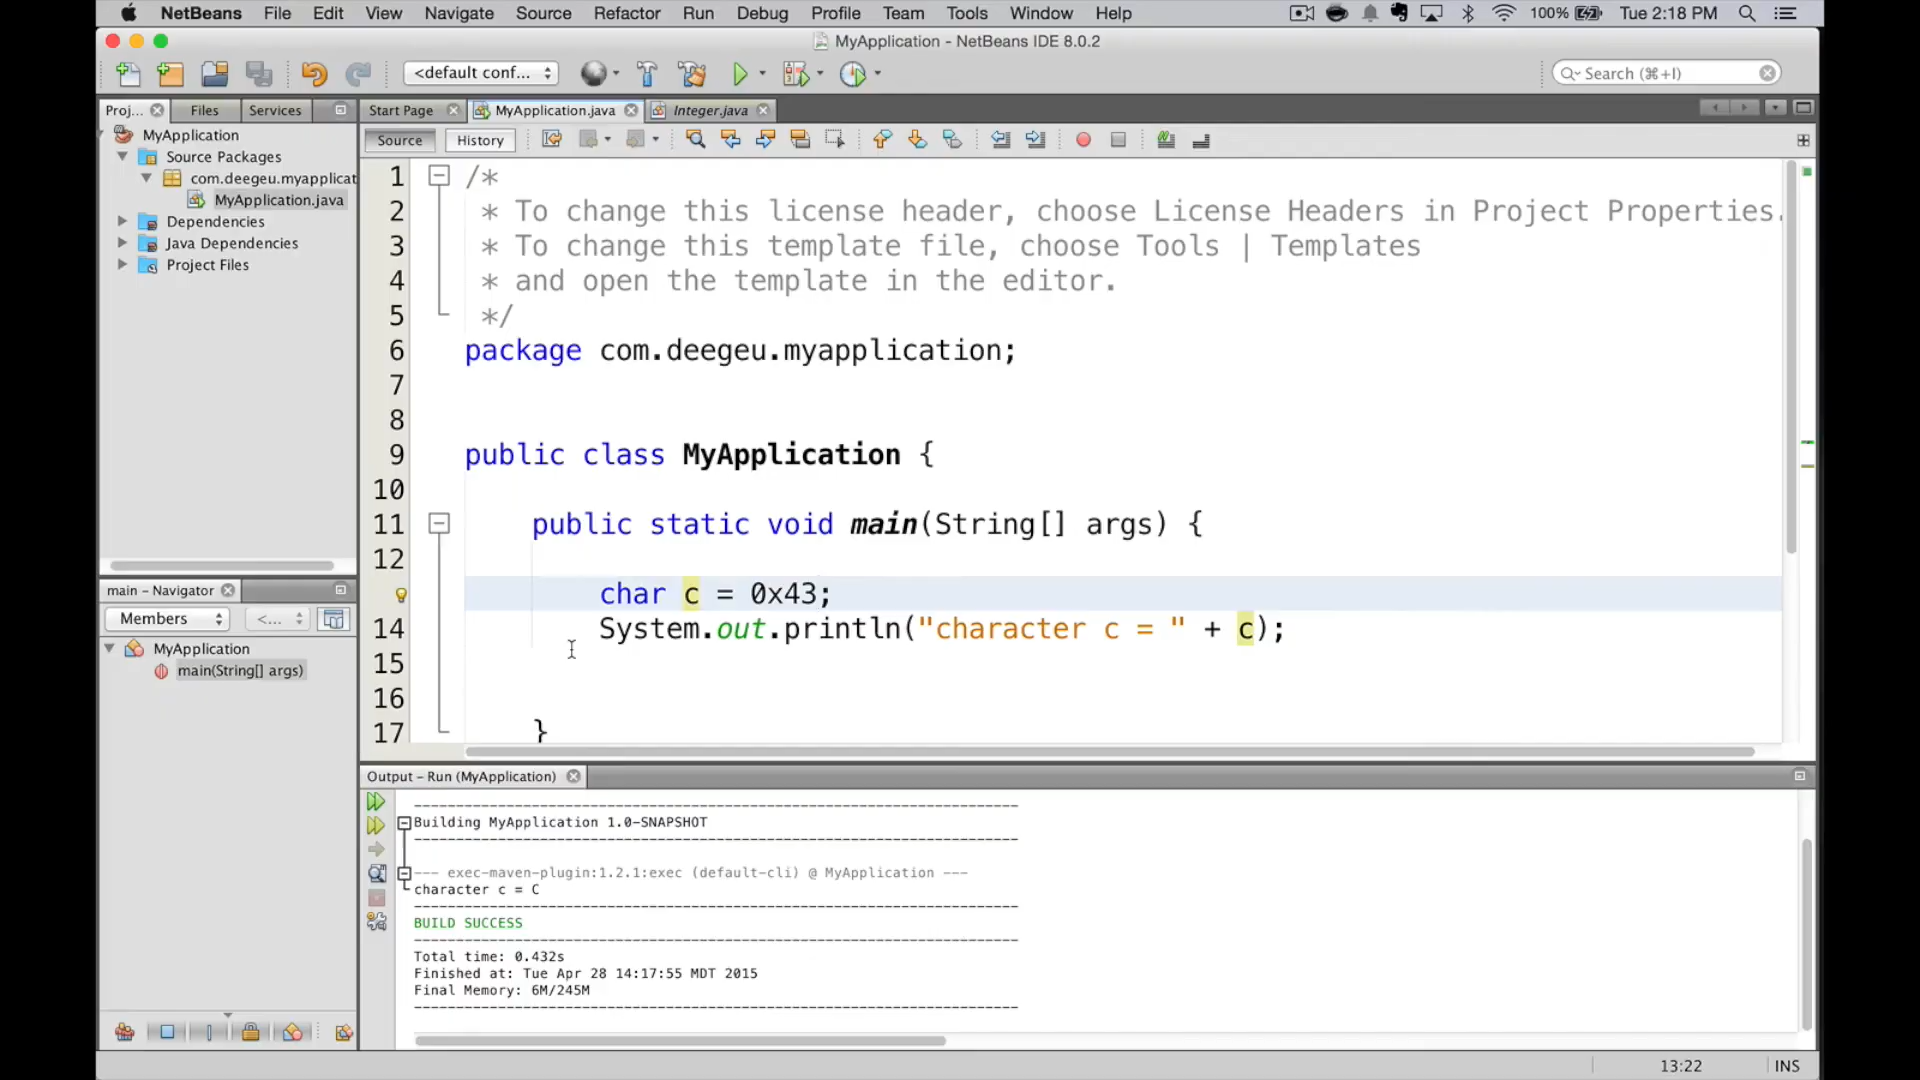 NetBeans File Edit View Navigate Source Refactor Run Debug Profile Team Tools Window Help 100% Tue 2:18 PM
MyApplication - NetBeans IDE 8.0.2
<default conf... Search (⌘+I)
Proj... Files Services Start Page MyApplication.java Integer.java
Source History
MyApplication
Source Packages
com.deegeu.myapplicat
MyApplication.java
Dependencies
Java Dependencies
Project Files
main - Navigator
Members <...
MyApplication
main(String[] args)
1 /*
2 * To change this license header, choose License Headers in Project Properties.
3 * To change this template file, choose Tools | Templates
4 * and open the template in the editor.
5 */
6 package com.deegeu.myapplication;
7
8
9 public class MyApplication {
10
11 public static void main(String[] args) {
12
char c = 0x43;
14 System.out.println("character c = " + c);
15
16
17 }
Output - Run (MyApplication)
------------------------------------------------------------------------
Building MyApplication 1.0-SNAPSHOT
------------------------------------------------------------------------
--- exec-maven-plugin:1.2.1:exec (default-cli) @ MyApplication ---
character c = C
------------------------------------------------------------------------
BUILD SUCCESS
------------------------------------------------------------------------
Total time: 0.432s
Finished at: Tue Apr 28 14:17:55 MDT 2015
Final Memory: 6M/245M
------------------------------------------------------------------------
13:22 INS